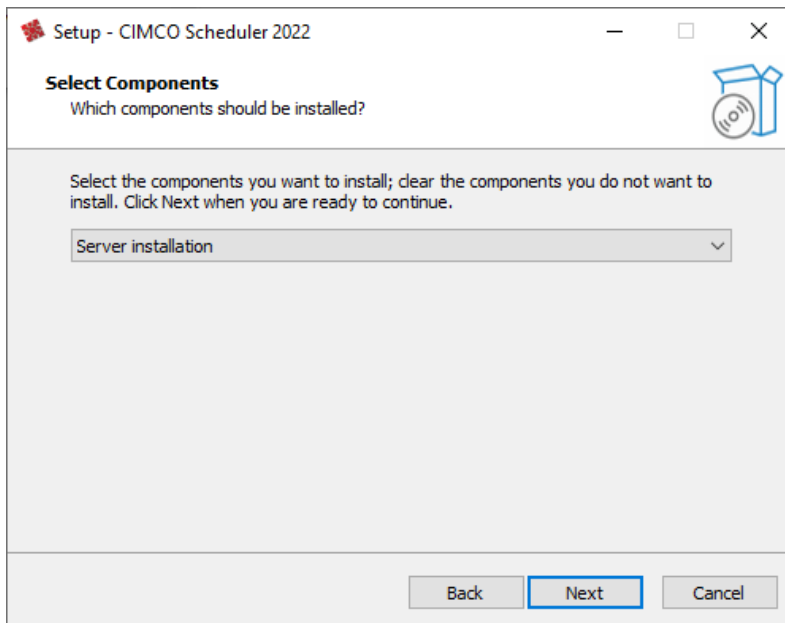 Setup - CIMCO Scheduler 2022
Select Components
Which components should be installed?
Select the components you want to install; clear the components you do not want to
install. Click Next when you are ready to continue.
Server installation
Back Next Cancel